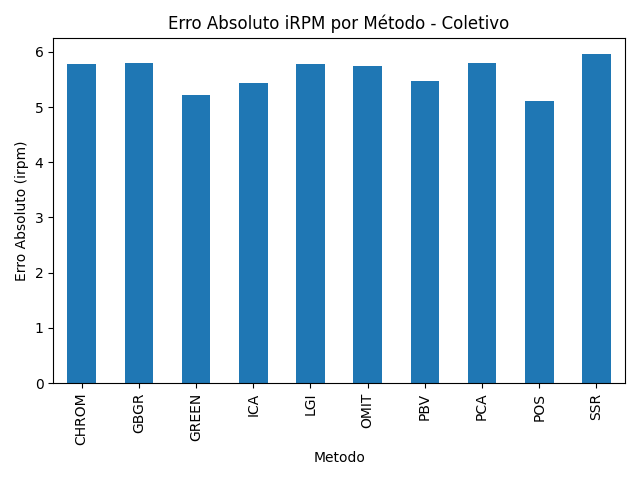 Erro Absoluto iRPM por Método - Coletivo
Erro Absoluto (irpm)
6
5
4
3
2
1
0
CHROM
GBGR
GREEN
ICA
LGI
OMIT
PBV
PCA
POS
SSR
Metodo